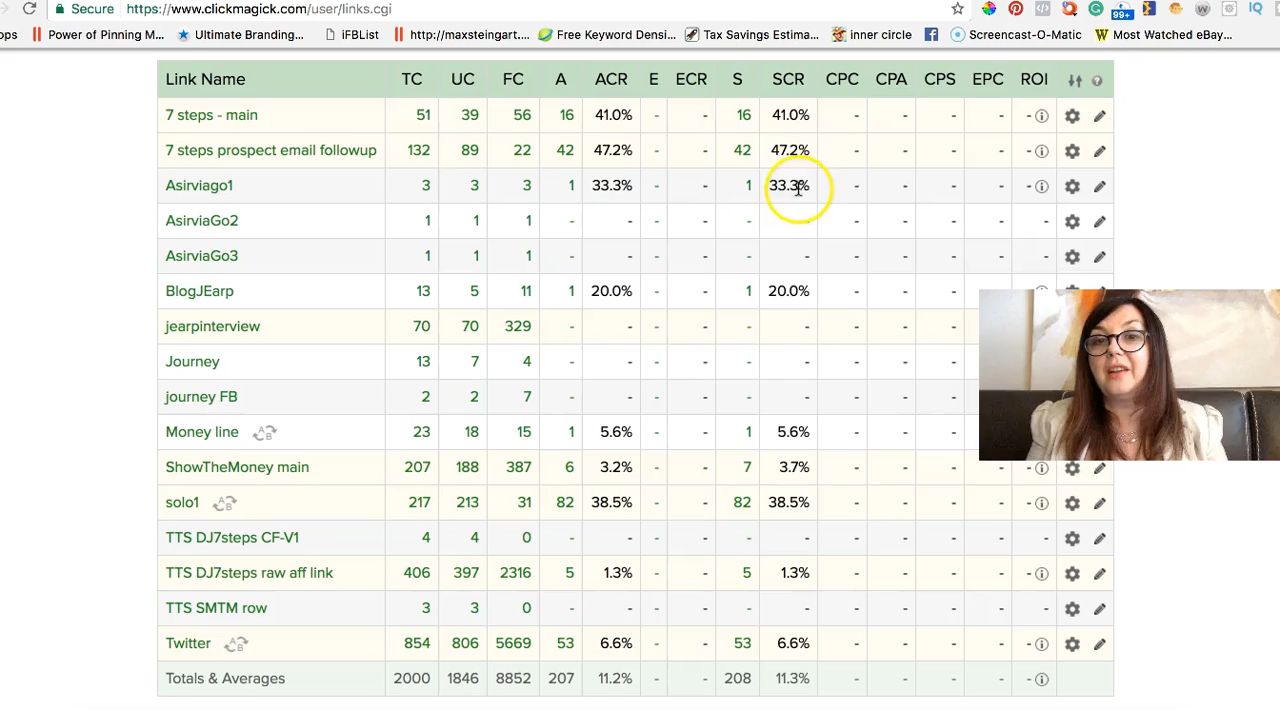 Secure https://www.clickmagick.com/user/links.cgi
99+
ops Power of Pinning M... Ultimate Branding... iFBList http://maxsteingart.... Free Keyword Densi... Tax Savings Estima... inner circle Screencast-O-Matic Most Watched eBay...
Link Name TC UC FC A ACR E ECR S SCR CPC CPA CPS EPC ROI
7 steps - main 51 39 56 16 41.0% - - 16 41.0% - - - - -
7 steps prospect email followup 132 89 22 42 47.2% - - 42 47.2% - - - - -
Asirviago1 3 3 3 1 33.3% - - 1 33.3% - - - - -
AsirviaGo2 1 1 1 - - - - - - - - - - -
AsirviaGo3 1 1 1 - - - - - - - - - - -
BlogJEarp 13 5 11 1 20.0% - - 1 20.0% - - -
jearpinterview 70 70 329 - - - - - - - - -
Journey 13 7 4 - - - - - - - - -
journey FB 2 2 7 - - - - - - - - -
Money line 23 18 15 1 5.6% - - 1 5.6% - - -
ShowTheMoney main 207 188 387 6 3.2% - - 7 3.7% - - - - -
solo1 217 213 31 82 38.5% - - 82 38.5% - - - - -
TTS DJ7steps CF-V1 4 4 0 - - - - - - - - - - -
TTS DJ7steps raw aff link 406 397 2316 5 1.3% - - 5 1.3% - - - - -
TTS SMTM row 3 3 0 - - - - - - - - - - -
Twitter 854 806 5669 53 6.6% - - 53 6.6% - - - - -
Totals & Averages 2000 1846 8852 207 11.2% - - 208 11.3% - - - - -